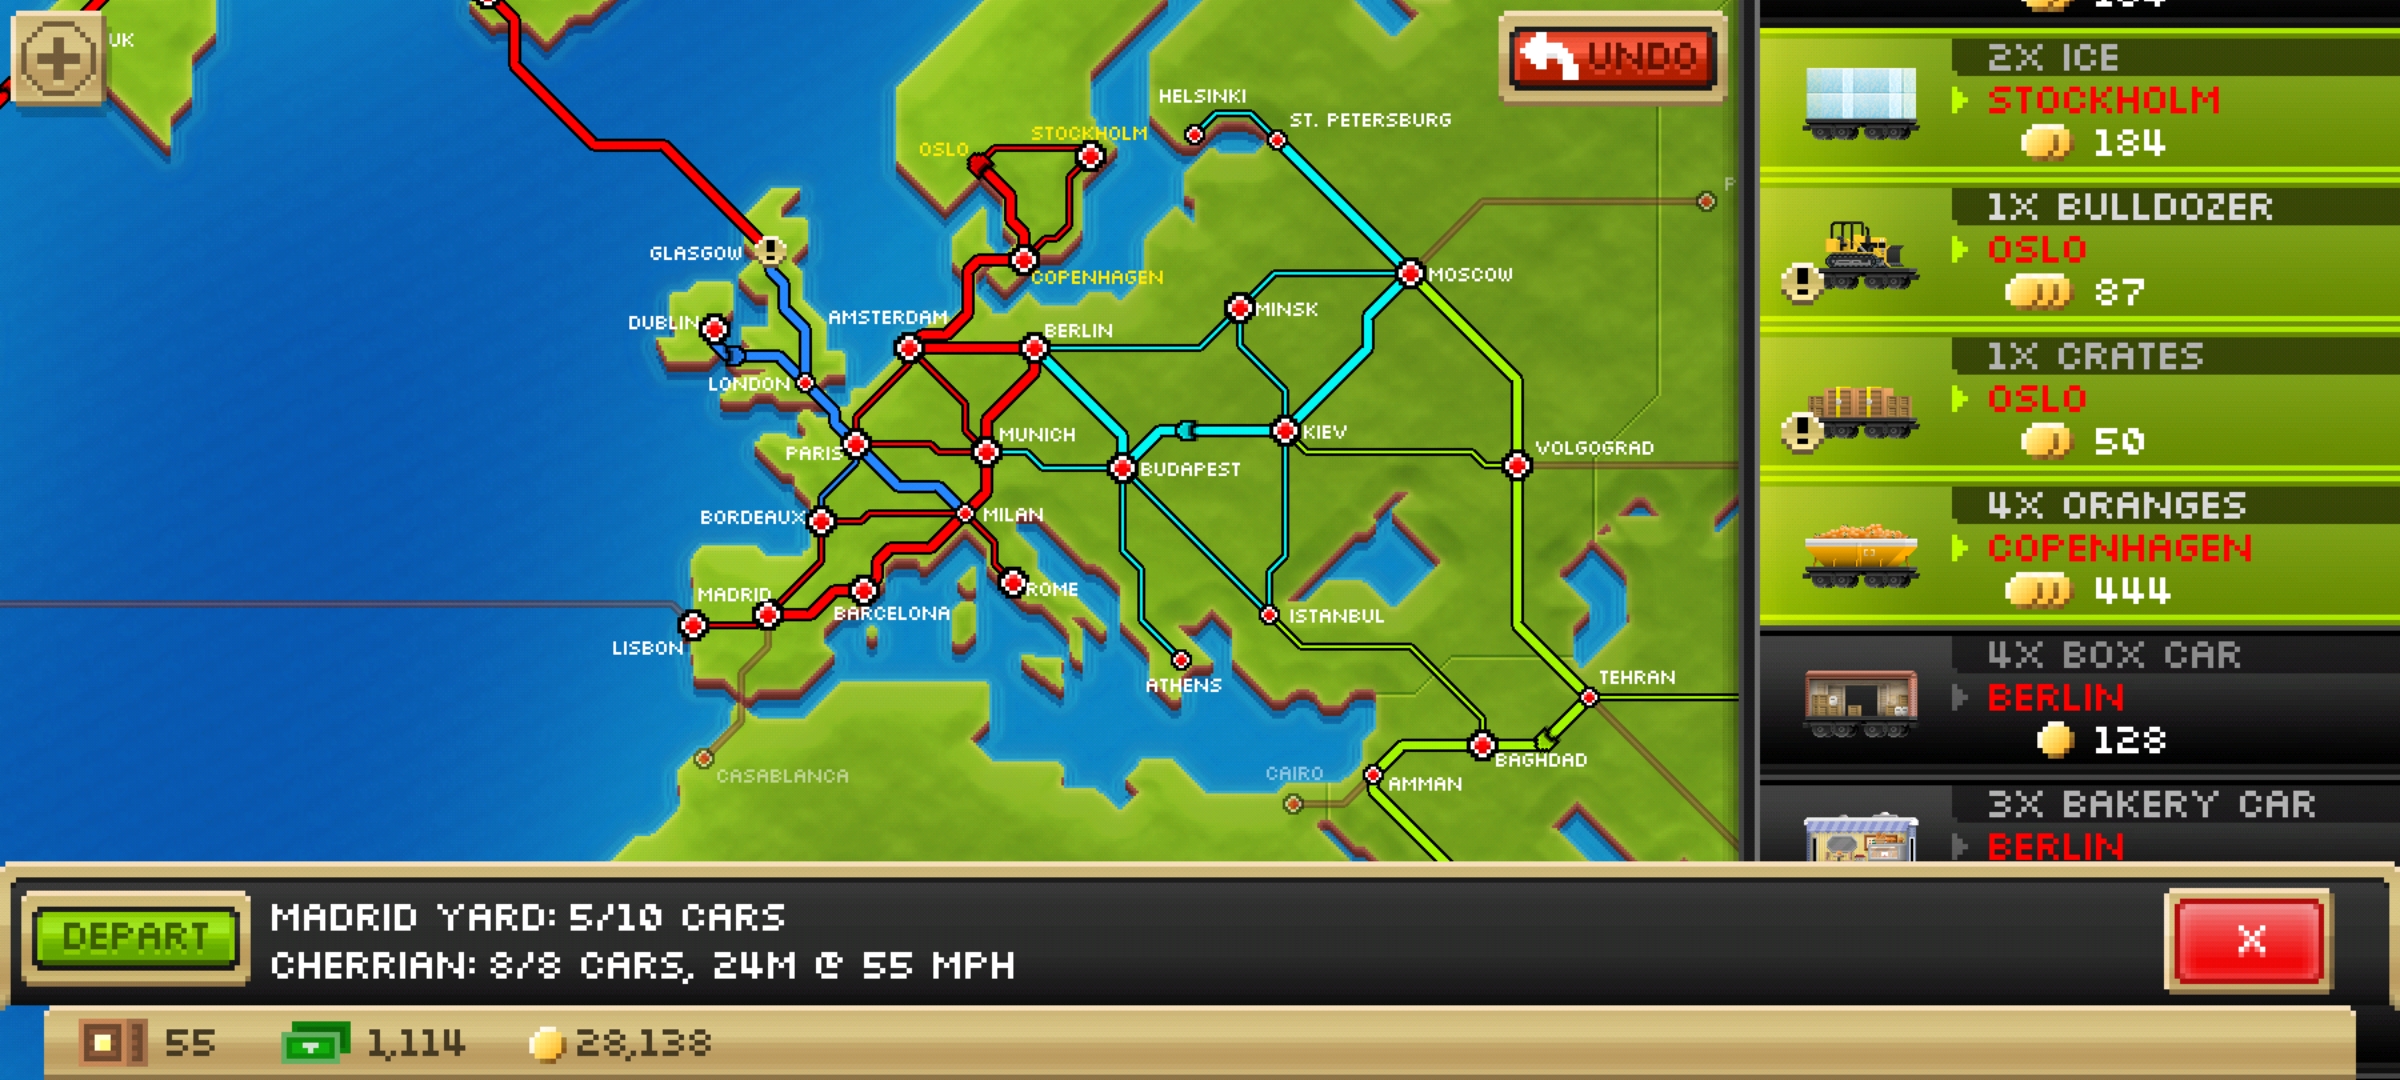 UK
UNDO
HELSINKI
ST. PETERSBURG
STOCKHOLM
OSLO
GLASGOW
COPENHAGEN
MOSCOW
DUBLIN
AMSTERDAM
BERLIN
MINSK
LONDON
PARIS
MUNICH
KIEV
BUDAPEST
VOLGOGRAD
BORDEAUX
MILAN
MADRID
BARCELONA
ROME
ISTANBUL
LISBON
ATHENS
TEHRAN
CASABLANCA
CAIRO
AMMAN
BAGHDAD
2X ICE
STOCKHOLM
184
1X BULLDOZER
OSLO
87
1X CRATES
OSLO
50
4X ORANGES
COPENHAGEN
444
4X BOX CAR
BERLIN
128
3X BAKERY CAR
BERLIN
DEPART
MADRID YARD: 5/10 CARS
CHERRIAN: 8/8 CARS, 24M @ 55 MPH
X
55
1,114
28,138